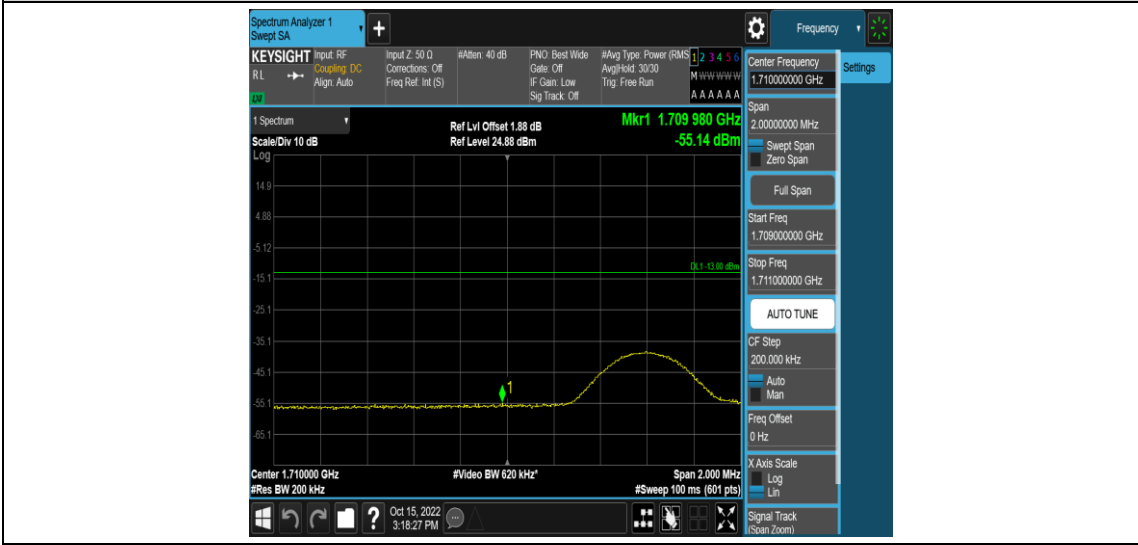 Spectrum Analyzer 1
Swept SA
+
Frequency
KEYSIGHT
RL
LXI
Input: RF
Coupling: DC
Align: Auto
Input Z: 50 Ω
Corrections: Off
Freq Ref: Int (S)
#Atten: 40 dB
PNO: Best Wide
Gate: Off
IF Gain: Low
Sig Track: Off
#Avg Type: Power (RMS
Avg|Hold: 30/30
Trig: Free Run
1 2 3 4 5 6
M W W W W W
A A A A A A
1 Spectrum
Scale/Div 10 dB
Log
Ref Lvl Offset 1.88 dB
Ref Level 24.88 dBm
Mkr1 1.709 980 GHz
-55.14 dBm
14.9
4.88
-5.12
DL1 -13.00 dBm
-15.1
-25.1
-35.1
-45.1
1
-55.1
-65.1
Center 1.710000 GHz
#Video BW 620 kHz*
Span 2.000 MHz
#Res BW 200 kHz
#Sweep 100 ms (601 pts)
Oct 15, 2022
3:18:27 PM
?
Center Frequency
1.710000000 GHz
Settings
Span
2.00000000 MHz
Swept Span
Zero Span
Full Span
Start Freq
1.709000000 GHz
Stop Freq
1.711000000 GHz
AUTO TUNE
CF Step
200.000 kHz
Auto
Man
Freq Offset
0 Hz
X Axis Scale
Log
Lin
Signal Track
(Span Zoom)